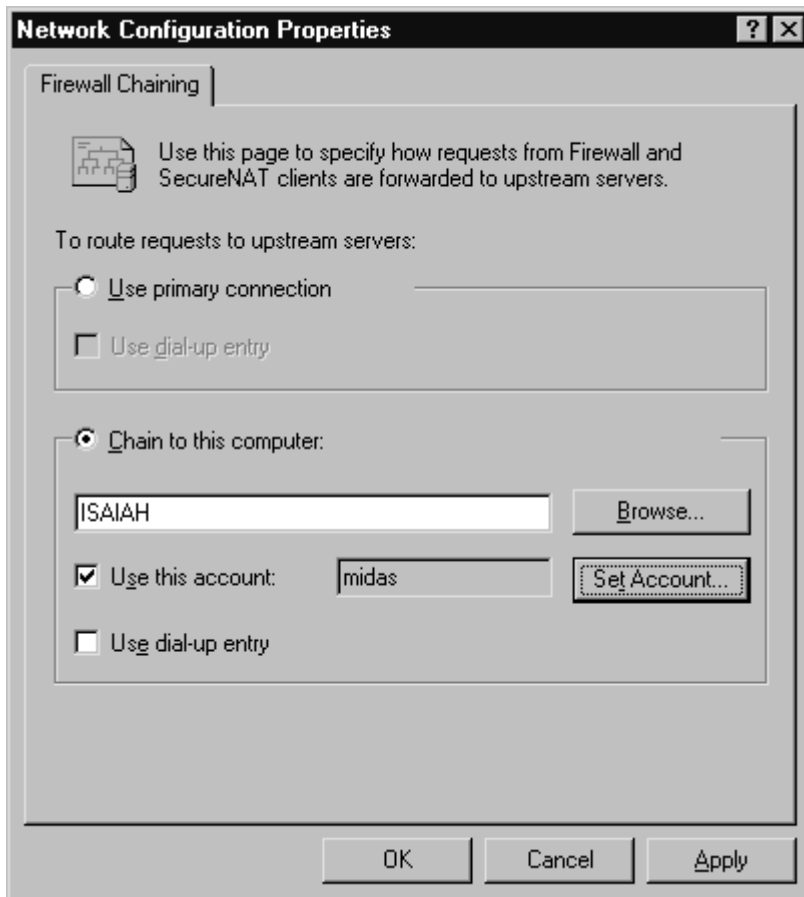 Network Configuration Properties
Firewall Chaining
Use this page to specify how requests from Firewall and
SecureNAT clients are forwarded to upstream servers.
To route requests to upstream servers:
Use primary connection
Use dial-up entry
Chain to this computer:
ISAIAH
Browse...
Use this account:
midas
Set Account...
Use dial-up entry
OK
Cancel
Apply